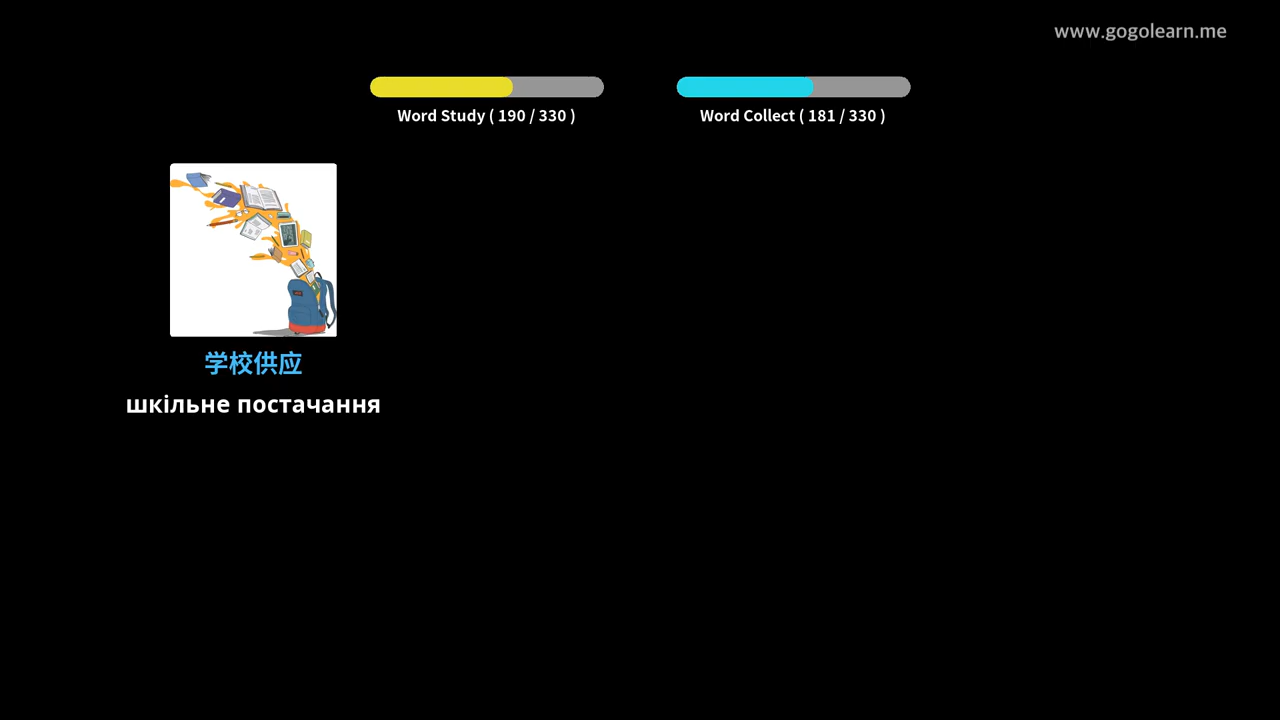 www.gogolearn.me
Word Study ( 190 / 330 )
Word Collect ( 181 / 330 )
学校供应
шкільне постачання